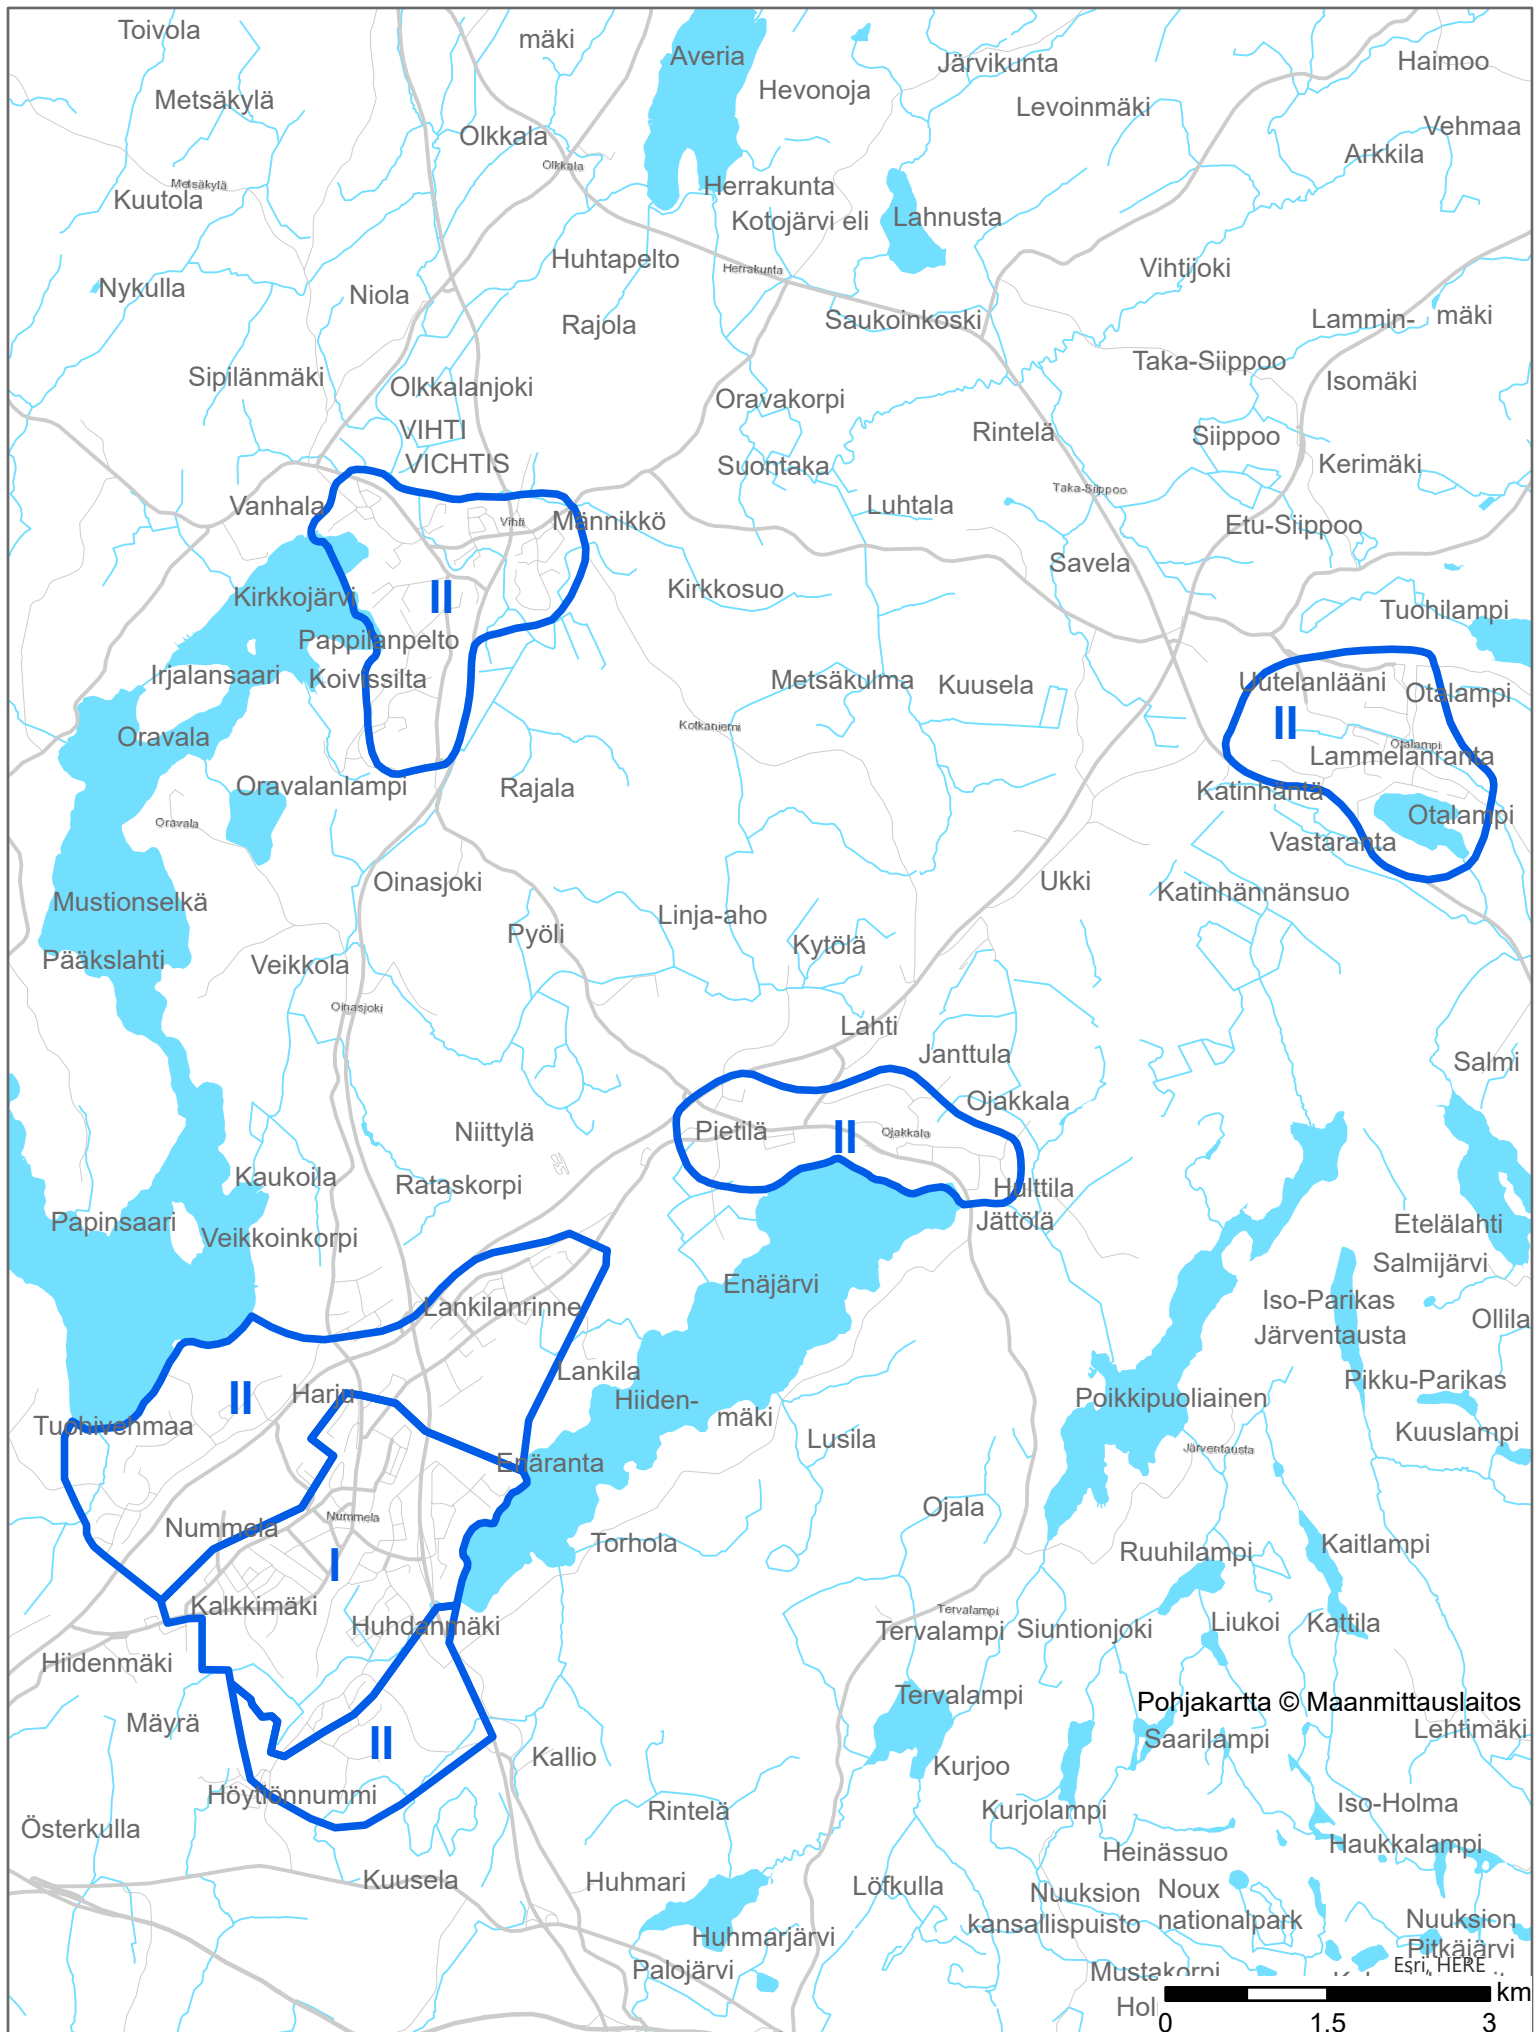 Toivola
mäki
Averia
Järvikunta
Haimoo
Hevonoja
Metsäkylä
Levoinmäki
Vehmaa
Olkkala
Arkkila
Olkkala
Metsäkylä
Herrakunta
Kuutola
Kotojärvi eli
Lahnusta
Huhtapelto
Herrakunta
Vihtijoki
Nykulla
Niola
Rajola
Saukoinkoski
Lammin-
mäki
Taka-Siippoo
Sipilänmäki
Olkkalanjoki
Isomäki
Oravakorpi
VIHTI
Rintelä
Siippoo
VICHTIS
Suontaka
Kerimäki
Taka-Siippoo
Vanhala
Vihti
Männikkö
Luhtala
Etu-Siippoo
Savela
Kirkkojärvi
II
Kirkkosuo
Tuohilampi
Pappilanpelto
Irjalansaari
Koivissilta
Metsäkulma
Kuusela
Uutelanlääni
Otalampi
II
Oravala
Kotkaniemi
Otalampi
Lammelanranta
Oravalanlampi
Rajala
Katinhäntä
Otalampi
Oravala
Vastaranta
Oinasjoki
Ukki
Katinhännänsuo
Mustionselkä
Linja-aho
Pyöli
Kytölä
Pääkslahti
Veikkola
Oinasjoki
Lahti
Janttula
Salmi
Ojakkala
Niittylä
Pietilä
II
Ojakkala
Kaukoila
Rataskorpi
Hulttila
Papinsaari
Jättölä
Etelälahti
Veikkoinkorpi
Salmijärvi
Enäjärvi
Iso-Parikas
Lankilanrinne
Ollila
Järventausta
Lankila
Pikku-Parikas
II
Harju
Hiiden-
mäki
Poikkipuoliainen
Tuohivehmaa
Kuuslampi
Lusila
Järventausta
Enäranta
Ojala
Nummela
Nummela
Torhola
Kaitlampi
Ruuhilampi
I
Kalkkimäki
Tervalampi
Huhdanmäki
Tervalampi
Siuntionjoki
Liukoi
Kattila
Hiidenmäki
Tervalampi
Pohjakartta © Maanmittauslaitos
Mäyrä
Lehtimäki
II
Saarilampi
Kallio
Kurjoo
Höytiönnummi
Rintelä
Kurjolampi
Iso-Holma
Österkulla
Haukkalampi
Heinässuo
Kuusela
Huhmari
Löfkulla
Nuuksion
kansallispuisto
Noux
nationalpark
Nuuksion
Pitkäjärvi
Huhmarjärvi
Esri, HERE
Palojärvi
Mustakorpi
km
Hol
0
1,5
3